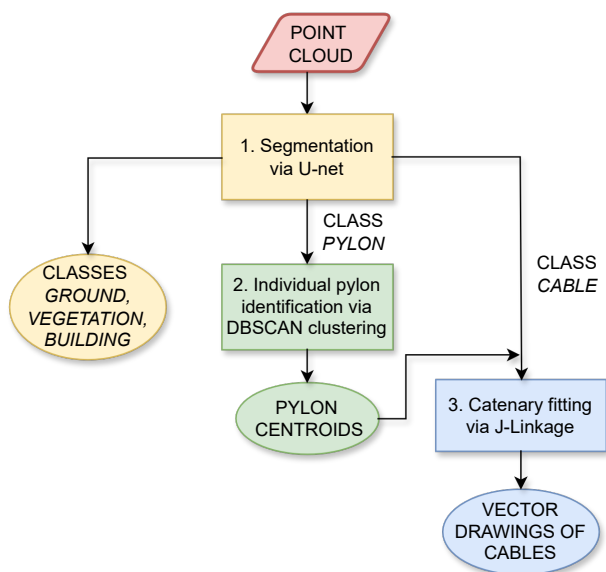 POINT
CLOUD
1. Segmentation
via U-net
CLASS
PYLON
CLASSES
GROUND,
VEGETATION,
BUILDING
2. Individual pylon
identification via
DBSCAN clustering
CLASS
CABLE
PYLON
CENTROIDS
3. Catenary fitting
via J-Linkage
VECTOR
DRAWINGS OF
CABLES